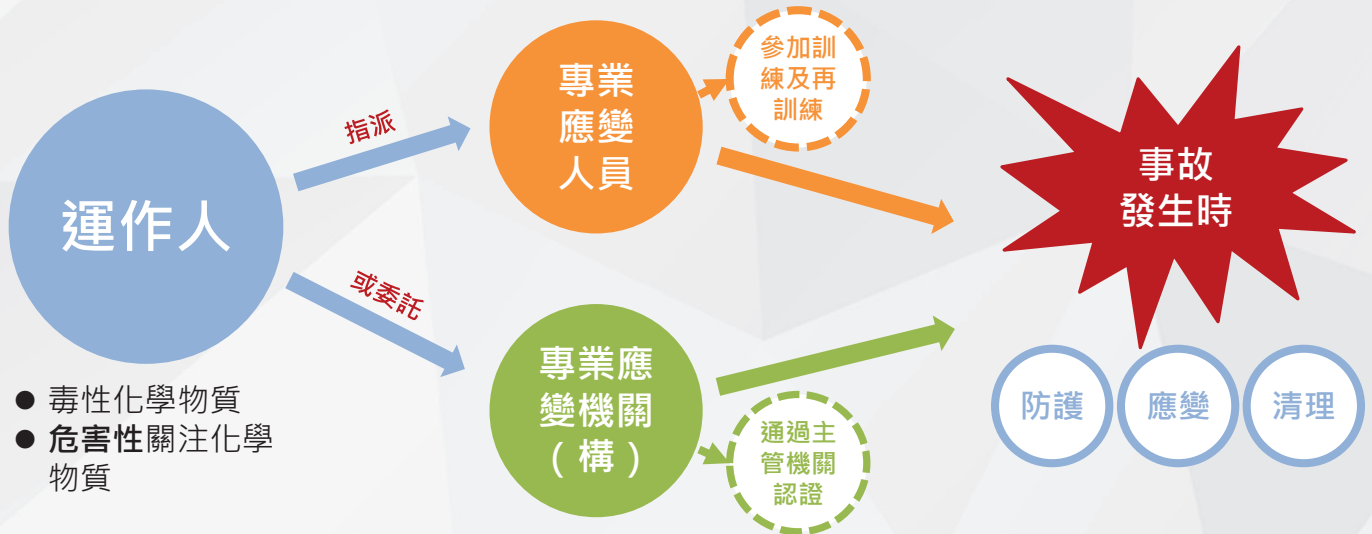 運作人
● 毒性化學物質
● 危害性關注化學
物質
指派
或委託
專業
應變
人員
參加訓
練及再
訓練
專業應
變機關
（構）
通過主
管機關
認證
事故
發生時
防護
應變
清理